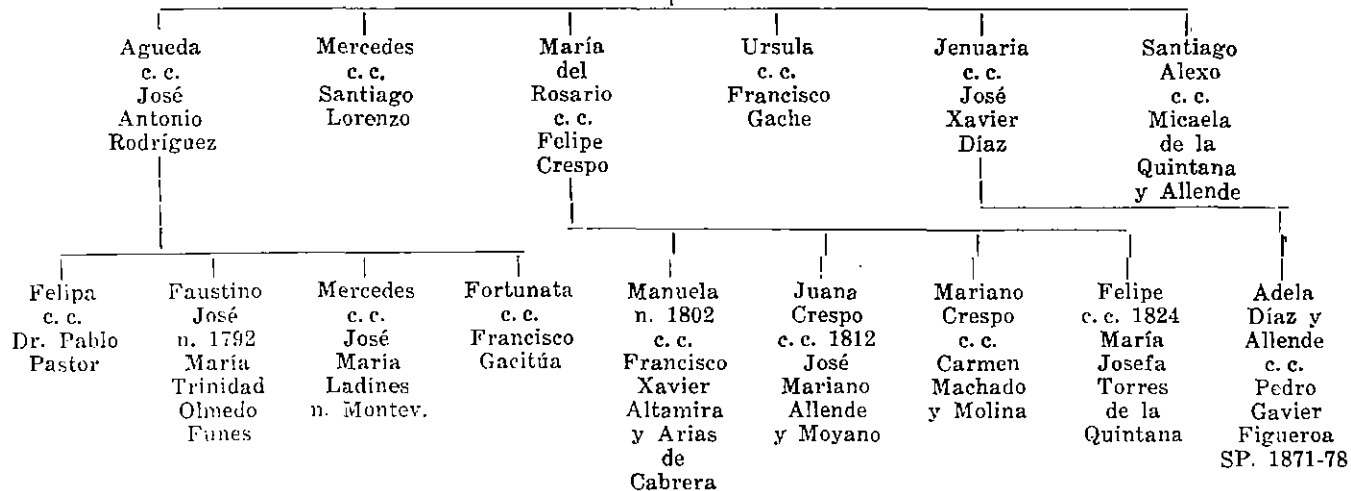 Agueda
c. c.
José
Antonio
Rodríguez
Mercedes
c. c.
Santiago
Lorenzo
María
del
Rosario
c. c.
Felipe
Crespo
Ursula
c. c.
Francisco
Gache
Jenuaria
c. c.
José
Xavier
Díaz
Santiago
Alexo
c. c.
Micaela
de la
Quintana
y Allende
Felipa
c. c.
Dr. Pablo
Pastor
Faustino
José
n. 1792
María
Trinidad
Olmedo
Funes
Mercedes
c. c.
José
María
Ladines
n. Montev.
Fortunata
c. c.
Francisco
Gacitúa
Manuela
n. 1802
c. c.
Francisco
Xavier
Altamira
y Arias
de
Cabrera
Juana
Crespo
c. c. 1812
José
Mariano
Allende
y Moyano
Mariano
Crespo
c. c.
Carmen
Machado
y Molina
Felipe
c. c. 1824
María
Josefa
Torres
de la
Quintana
Adela
Díaz y
Allende
c. c.
Pedro
Gavier
Figueroa
SP. 1871-78